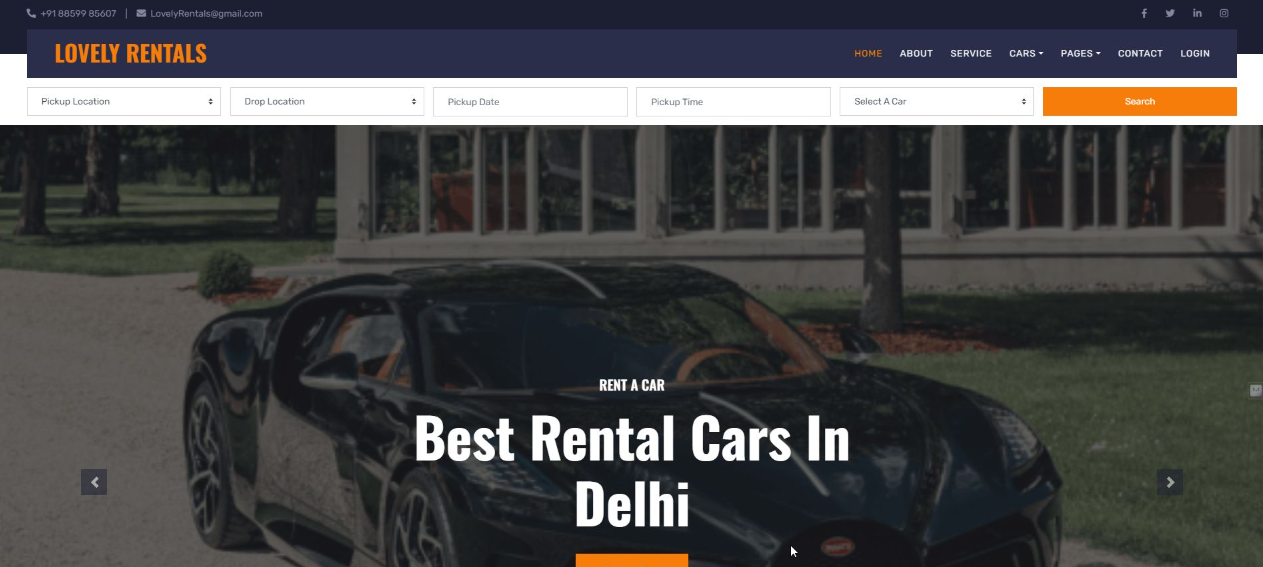 +91 88599 85607 | LovelyRentals@gmail.com
LOVELY RENTALS
HOME ABOUT SERVICE CARS PAGES CONTACT LOGIN
Pickup Location Drop Location Pickup Date Pickup Time Select A Car Search
RENT A CAR
Best Rental Cars In
Delhi